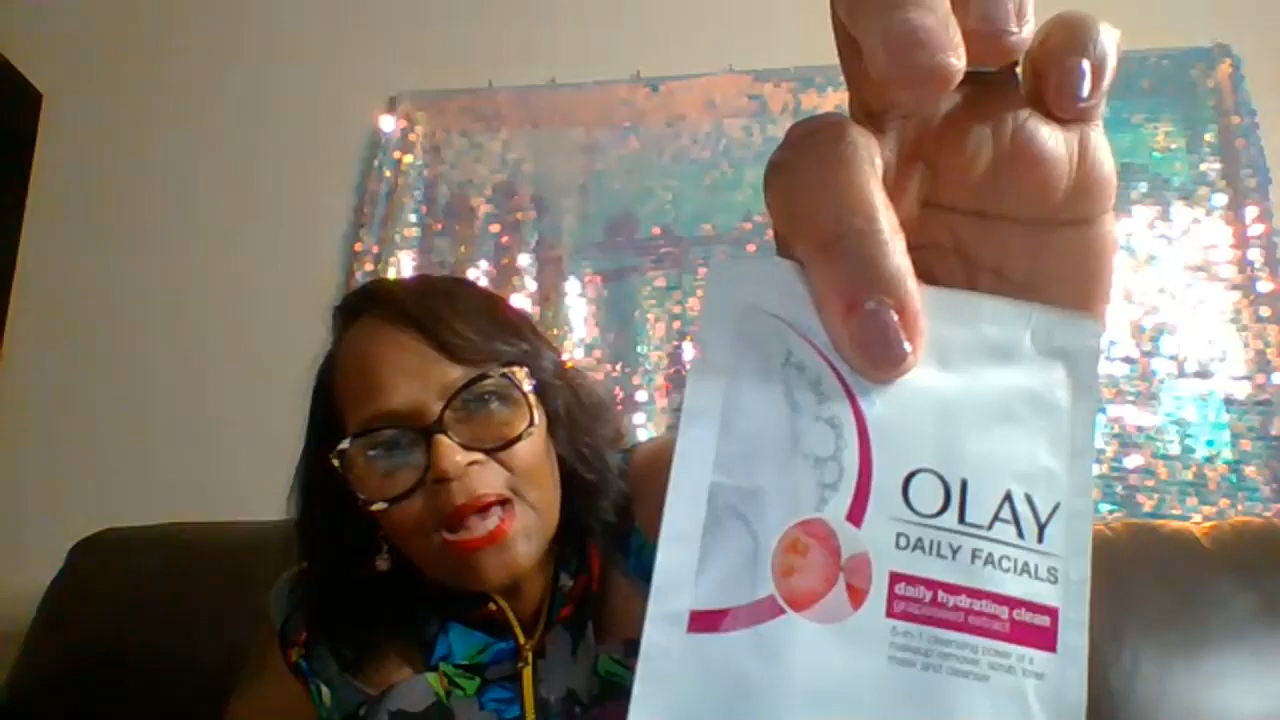 OLAY
DAILY FACIALS
daily hydrating clean
grapeseed extract
5-in-1 cleansing power of a
makeup remover, scrub, toner
mask and cleanser